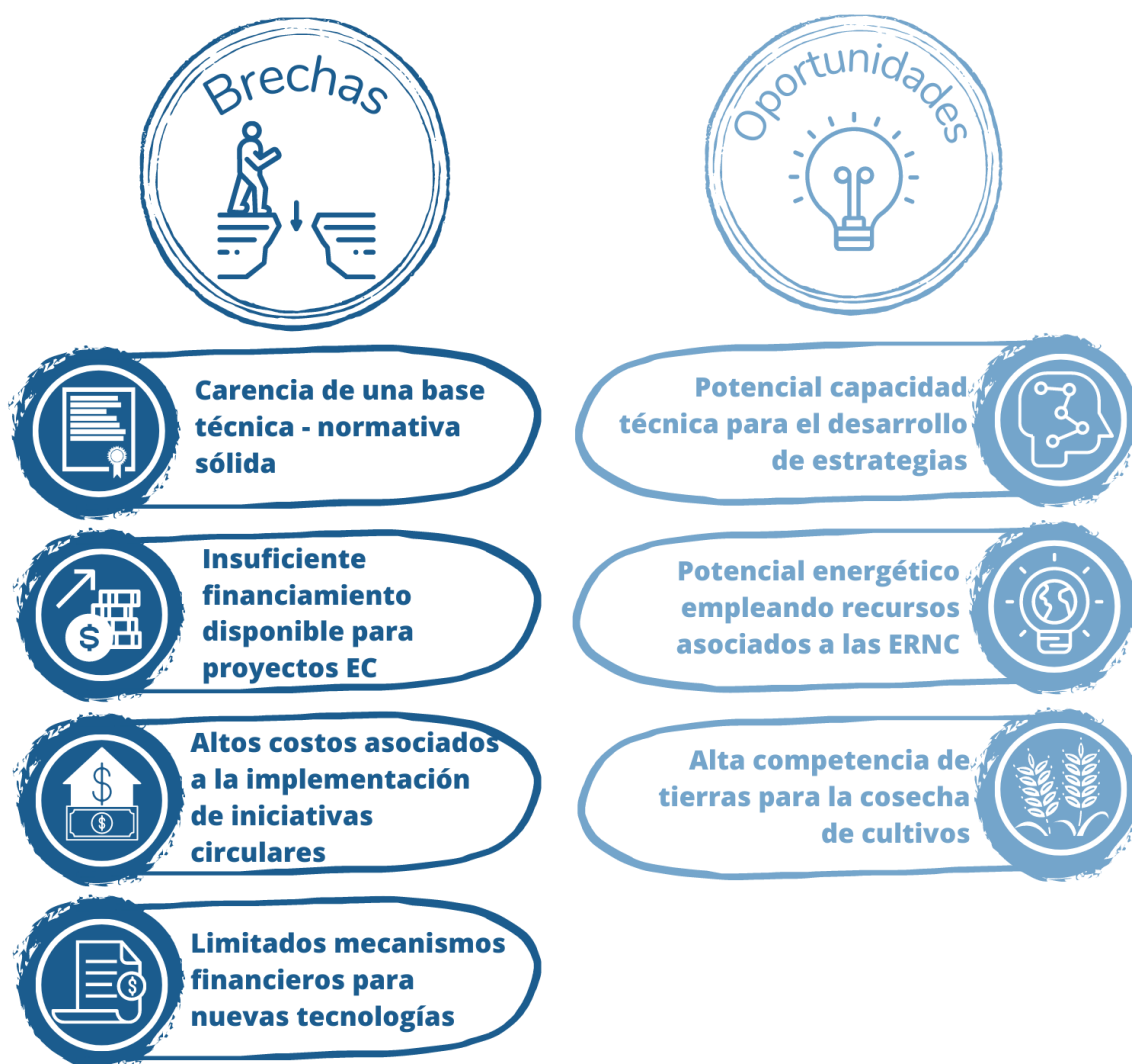 Brechas
Carencia de una base
técnica - normativa
sólida
Insuficiente
financiamiento
disponible para
proyectos EC
Altos costos asociados
a la implementación
de iniciativas
circulares
Limitados mecanismos
financieros para
nuevas tecnologías
Oportunidades
Potencial capacidad
técnica para el desarrollo
de estrategias
Potencial energético
empleando recursos
asociados a las ERNC
Alta competencia de
tierras para la cosecha
de cultivos